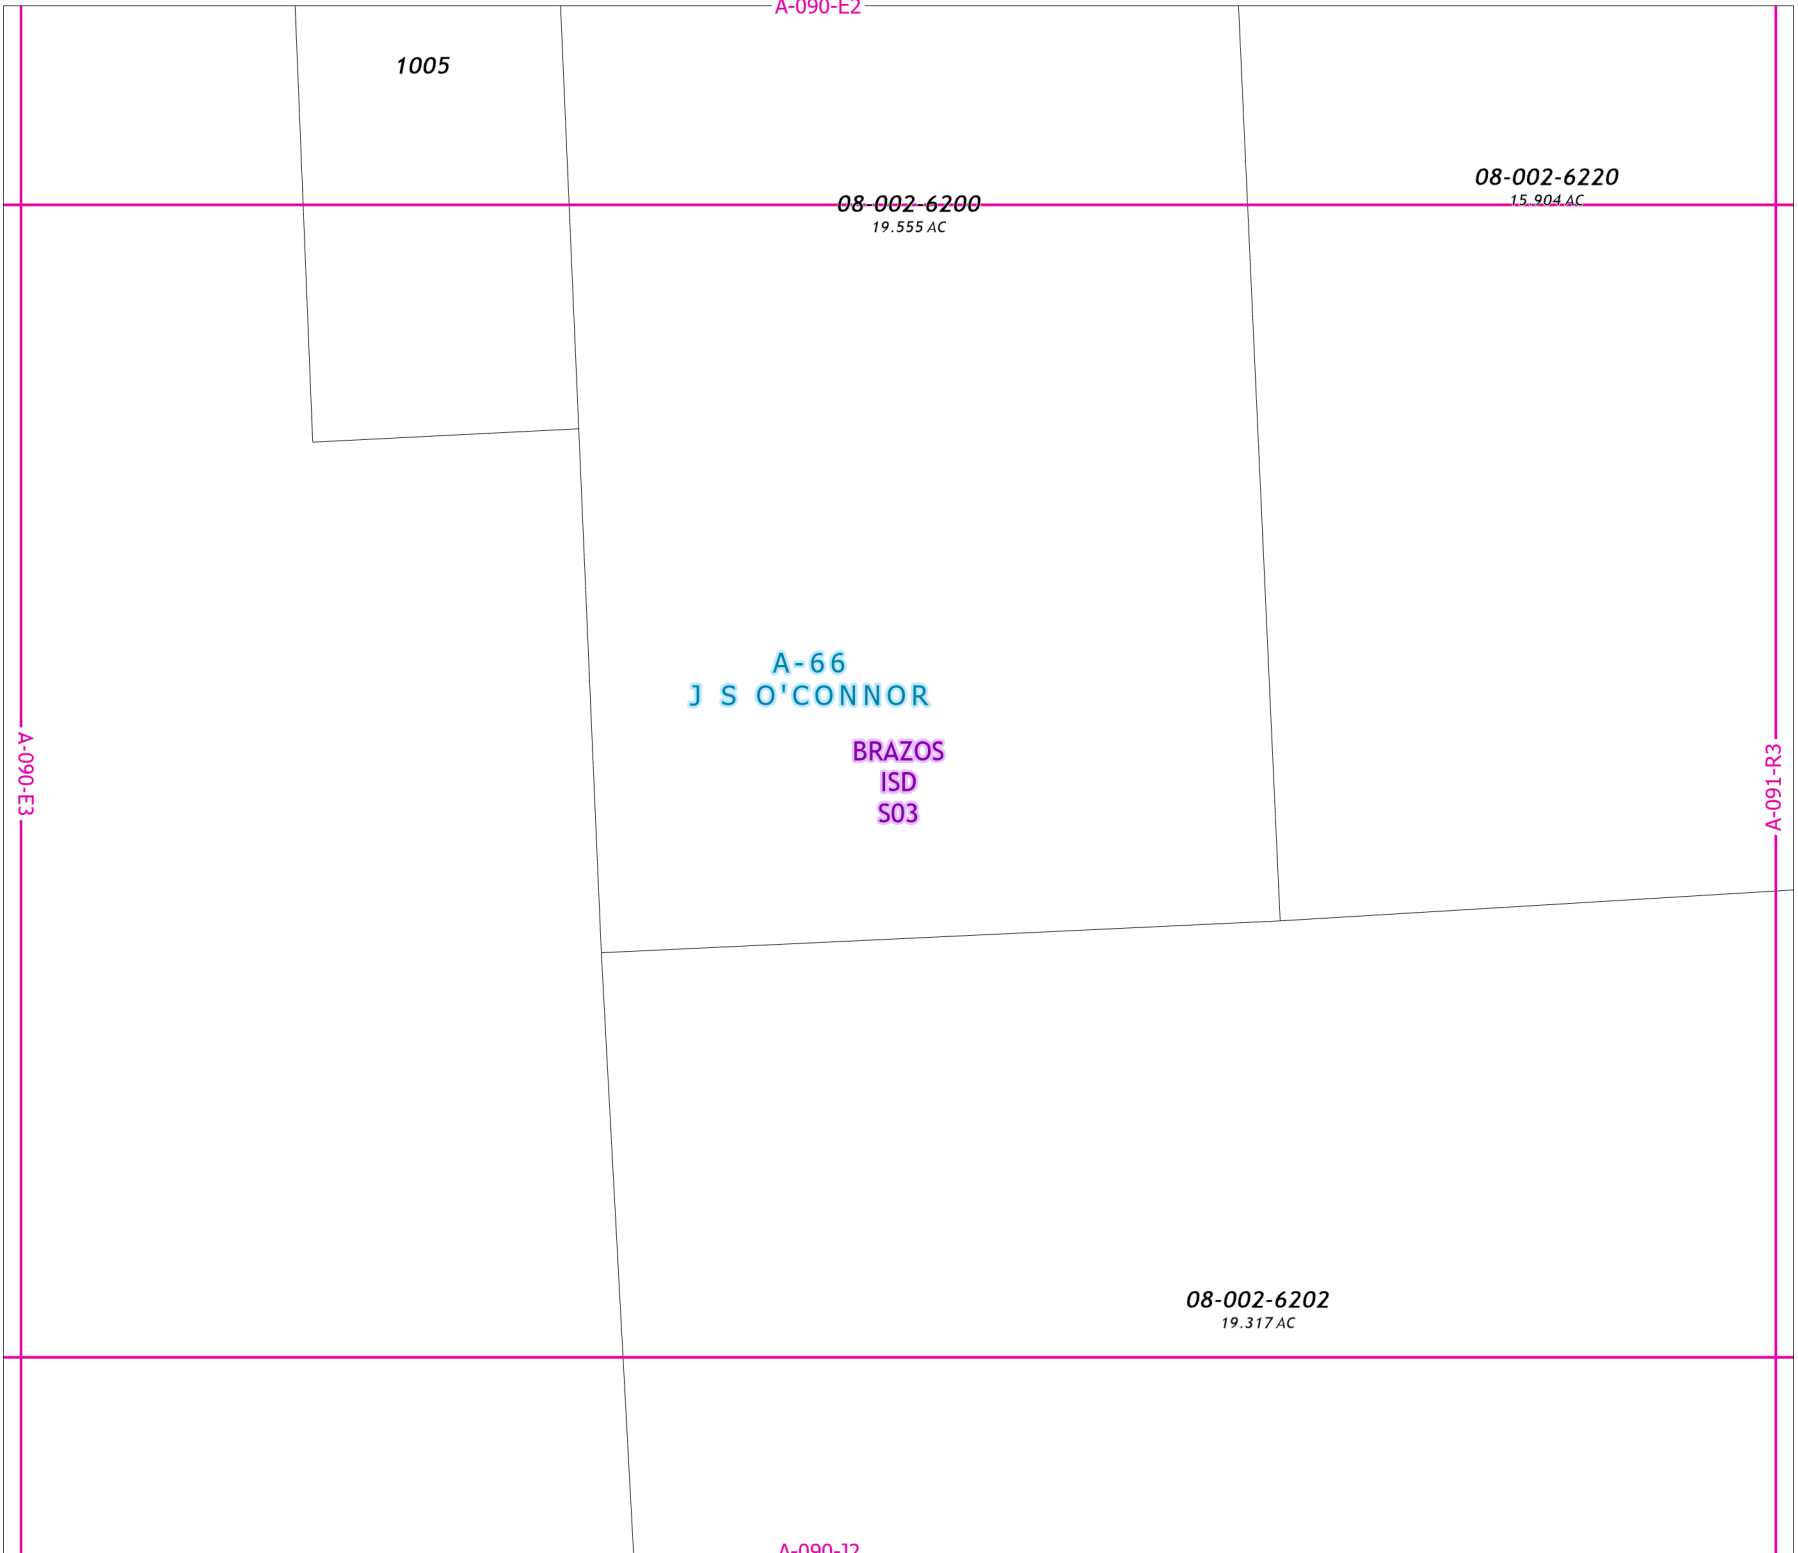 A-090-E2
1005
08-002-6220
15.904 AC
08-002-6200
19.555 AC
A-66
J S O'CONNOR
BRAZOS
ISD
S03
A-090-E3
A-091-R3
08-002-6202
19.317 AC
A-090-J2